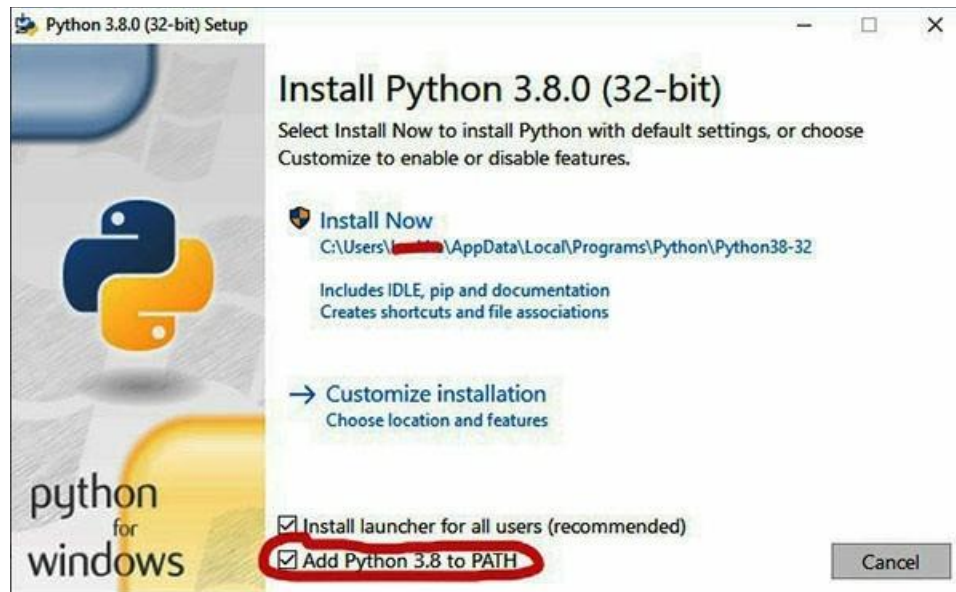 Python 3.8.0 (32-bit) Setup
Install Python 3.8.0 (32-bit)
Select Install Now to install Python with default settings, or choose
Customize to enable or disable features.
Install Now
C:\Users\\AppData\Local\Programs\Python\Python38-32
Includes IDLE, pip and documentation
Creates shortcuts and file associations
Customize installation
Choose location and features
python
for
windows
Install launcher for all users (recommended)
Add Python 3.8 to PATH
Cancel